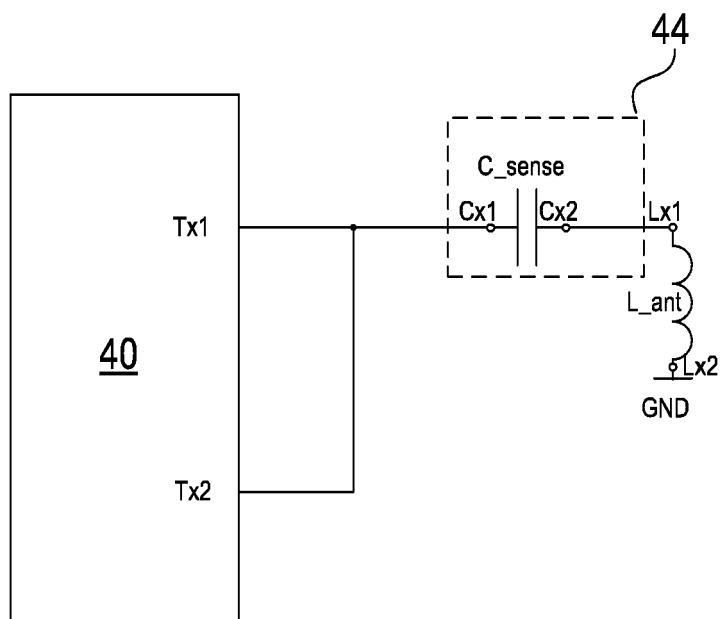 44
C_sense
Cx1
Cx2
Lx1
Tx1
L_ant
40
Lx2
GND
Tx2